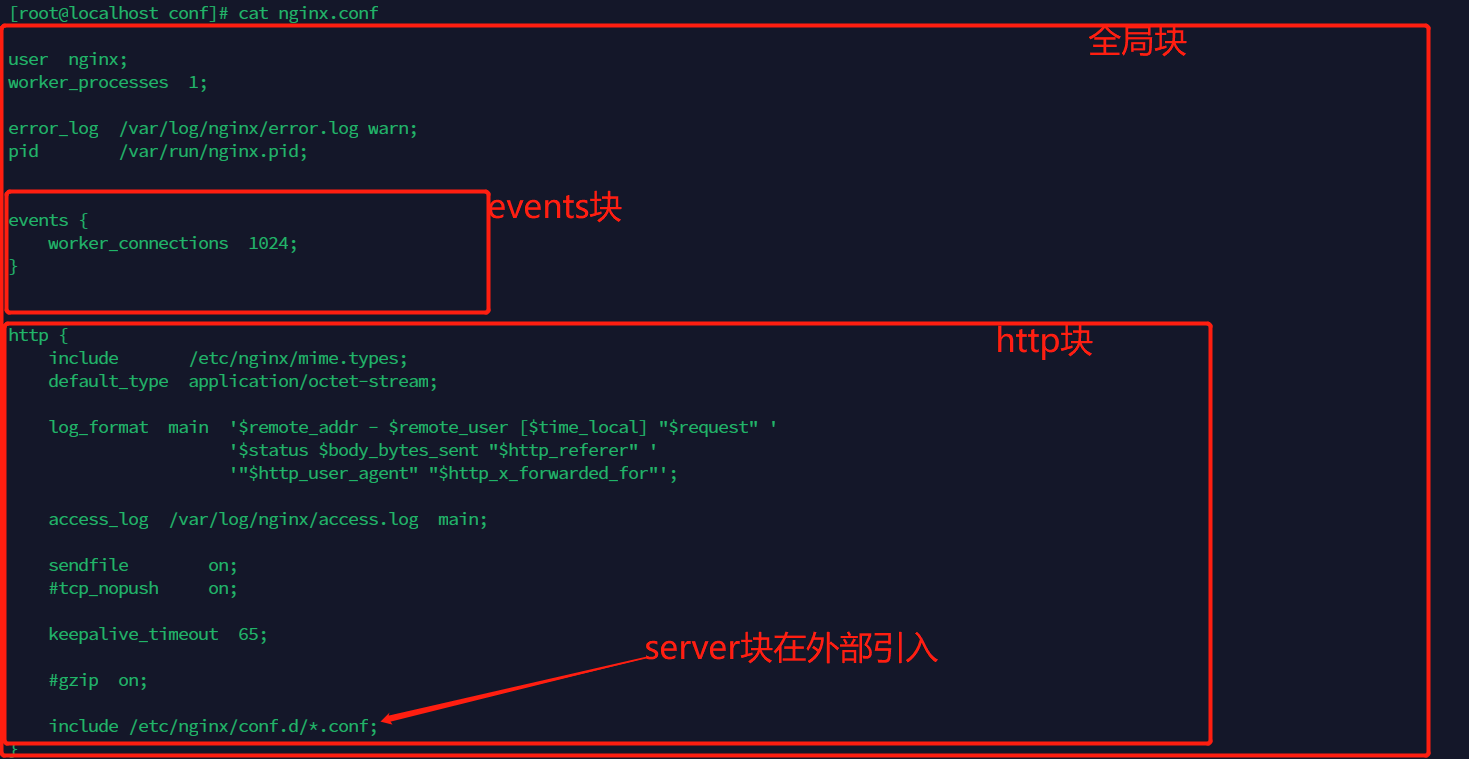 [root@localhost conf]# cat nginx.conf
全局块
user  nginx;
worker_processes  1;
error_log  /var/log/nginx/error.log warn;
pid        /var/run/nginx.pid;
events块
events {
    worker_connections  1024;
}
http块
http {
    include       /etc/nginx/mime.types;
    default_type  application/octet-stream;
    log_format  main  '$remote_addr - $remote_user [$time_local] "$request" '
                      '$status $body_bytes_sent "$http_referer" '
                      '"$http_user_agent" "$http_x_forwarded_for"';
    access_log  /var/log/nginx/access.log  main;
    sendfile        on;
    #tcp_nopush     on;
    keepalive_timeout  65;
server块在外部引入
    #gzip  on;
    include /etc/nginx/conf.d/*.conf;
}